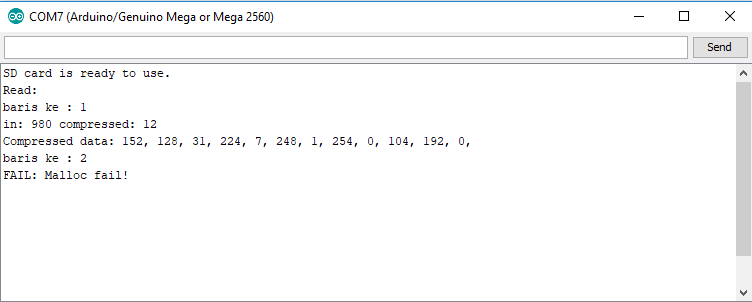 COM7 (Arduino/Genuino Mega or Mega 2560)
Send
SD card is ready to use.
Read:
baris ke : 1
in: 980 compressed: 12
Compressed data: 152, 128, 31, 224, 7, 248, 1, 254, 0, 104, 192, 0,
baris ke : 2
FAIL: Malloc fail!